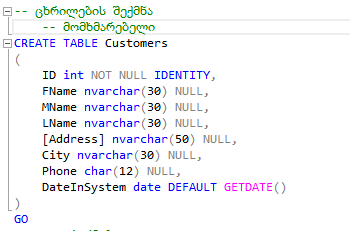 -- ცხრილების შექმნა
-- მომხმარებელი
CREATE TABLE Customers
(
ID int NOT NULL IDENTITY,
FName nvarchar(30) NULL,
MName nvarchar(30) NULL,
LName nvarchar(30) NULL,
[Address] nvarchar(50) NULL,
City nvarchar(30) NULL,
Phone char(12) NULL,
DateInSystem date DEFAULT GETDATE()
)
GO